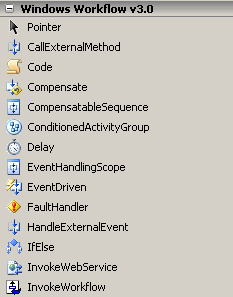 Windows Workflow v3.0
Pointer
CallExternalMethod
Code
Compensate
CompensatableSequence
ConditionedActivityGroup
Delay
EventHandlingScope
EventDriven
FaultHandler
HandleExternalEvent
IfElse
InvokeWebService
InvokeWorkflow